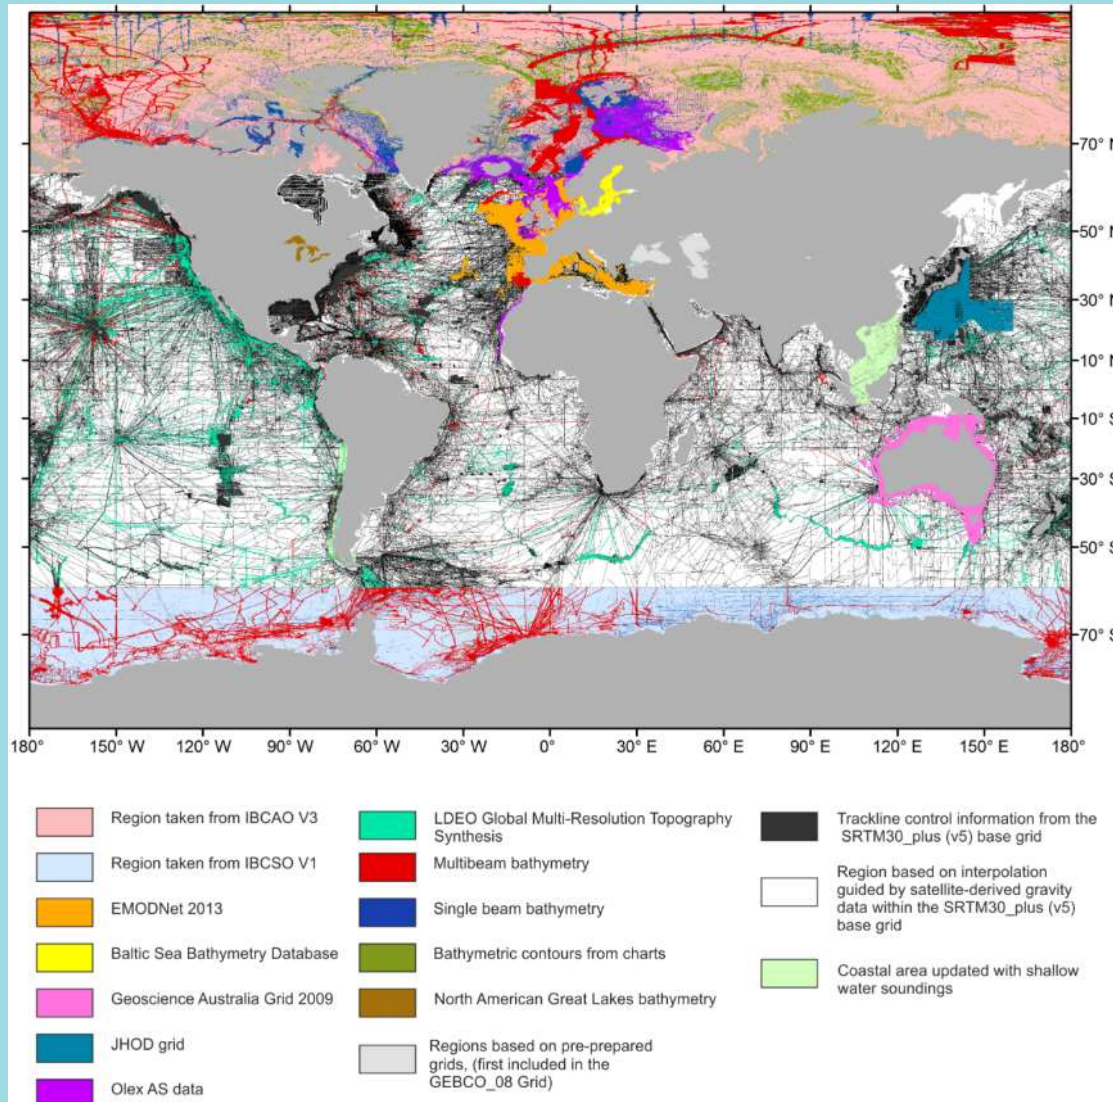 70° N
50° N
30° N
10° N
10° S
30° S
50° S
70° S
180°
150° W
120° W
90° W
60° W
30° W
0°
30° E
60° E
90° E
120° E
150° E
180°
Region taken from IBCAO V3
Region taken from IBCSO V1
EMODNet 2013
Baltic Sea Bathymetry Database
Geoscience Australia Grid 2009
JHOD grid
Olex AS data
LDEO Global Multi-Resolution Topography
Synthesis
Multibeam bathymetry
Single beam bathymetry
Bathymetric contours from charts
North American Great Lakes bathymetry
Regions based on pre-prepared
grids, (first included in the
GEBCO_08 Grid)
Trackline control information from the
SRTM30_plus (v5) base grid
Region based on interpolation
guided by satellite-derived gravity
data within the SRTM30_plus (v5)
base grid
Coastal area updated with shallow
water soundings